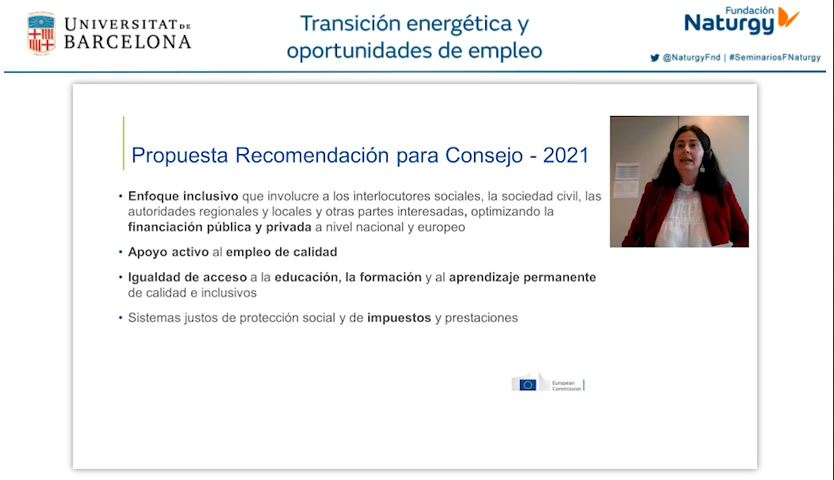 UNIVERSITAT DE
BARCELONA
Transición energética y
oportunidades de empleo
Fundación
Naturgy
@NaturgyFnd | #SeminariosFNaturgy
Propuesta Recomendación para Consejo - 2021
• Enfoque inclusivo que involucre a los interlocutores sociales, la sociedad civil, las
autoridades regionales y locales y otras partes interesadas, optimizando la
financiación pública y privada a nivel nacional y europeo
• Apoyo activo al empleo de calidad
• Igualdad de acceso a la educación, la formación y al aprendizaje permanente
de calidad e inclusivos
• Sistemas justos de protección social y de impuestos y prestaciones
European
Commission